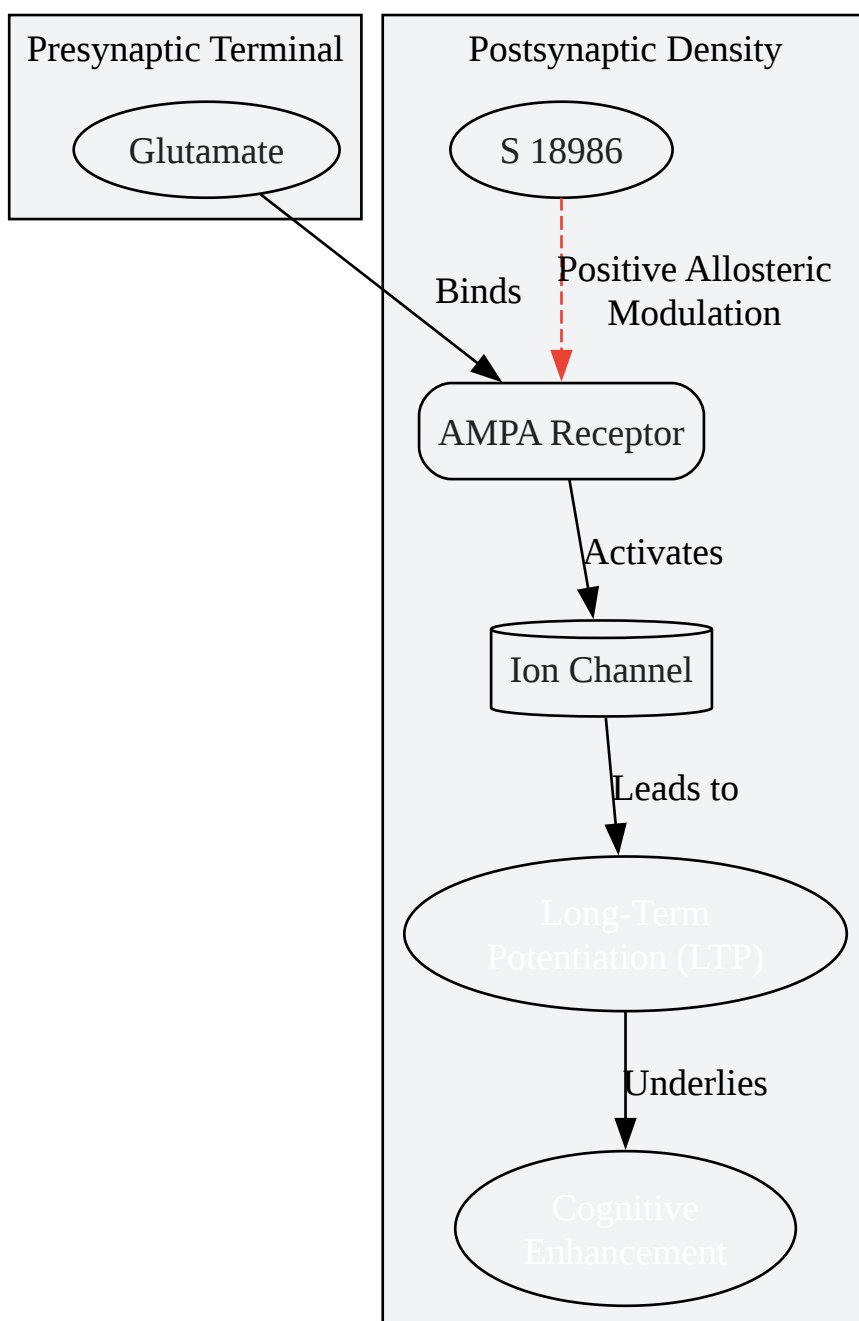 Presynaptic Terminal
Postsynaptic Density
Glutamate
S 18986
Binds
Positive Allosteric
Modulation
AMPA Receptor
Activates
Ion Channel
Leads to
Long-Term
Potentiation (LTP)
Underlies
Cognitive
Enhancement